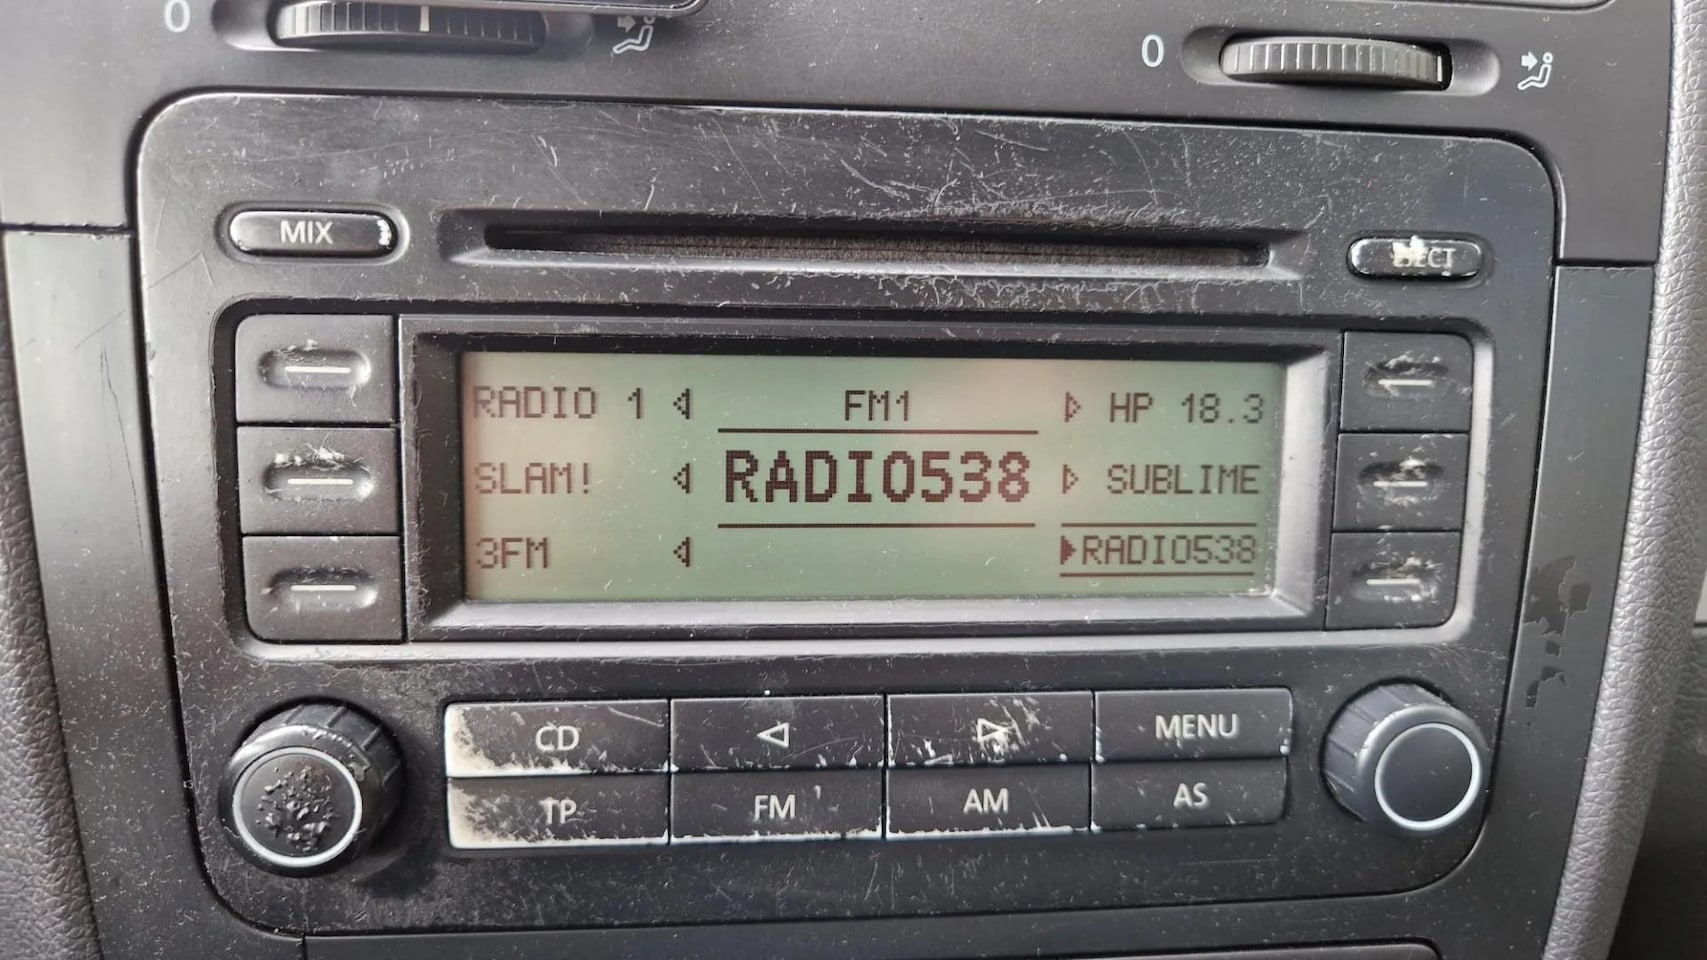 0
0
MIX
EJECT
RADIO 1 FM1 HP 18.3
SLAM! RADIO538 SUBLIME
3FM RADIO538
CD MENU
TP FM AM AS